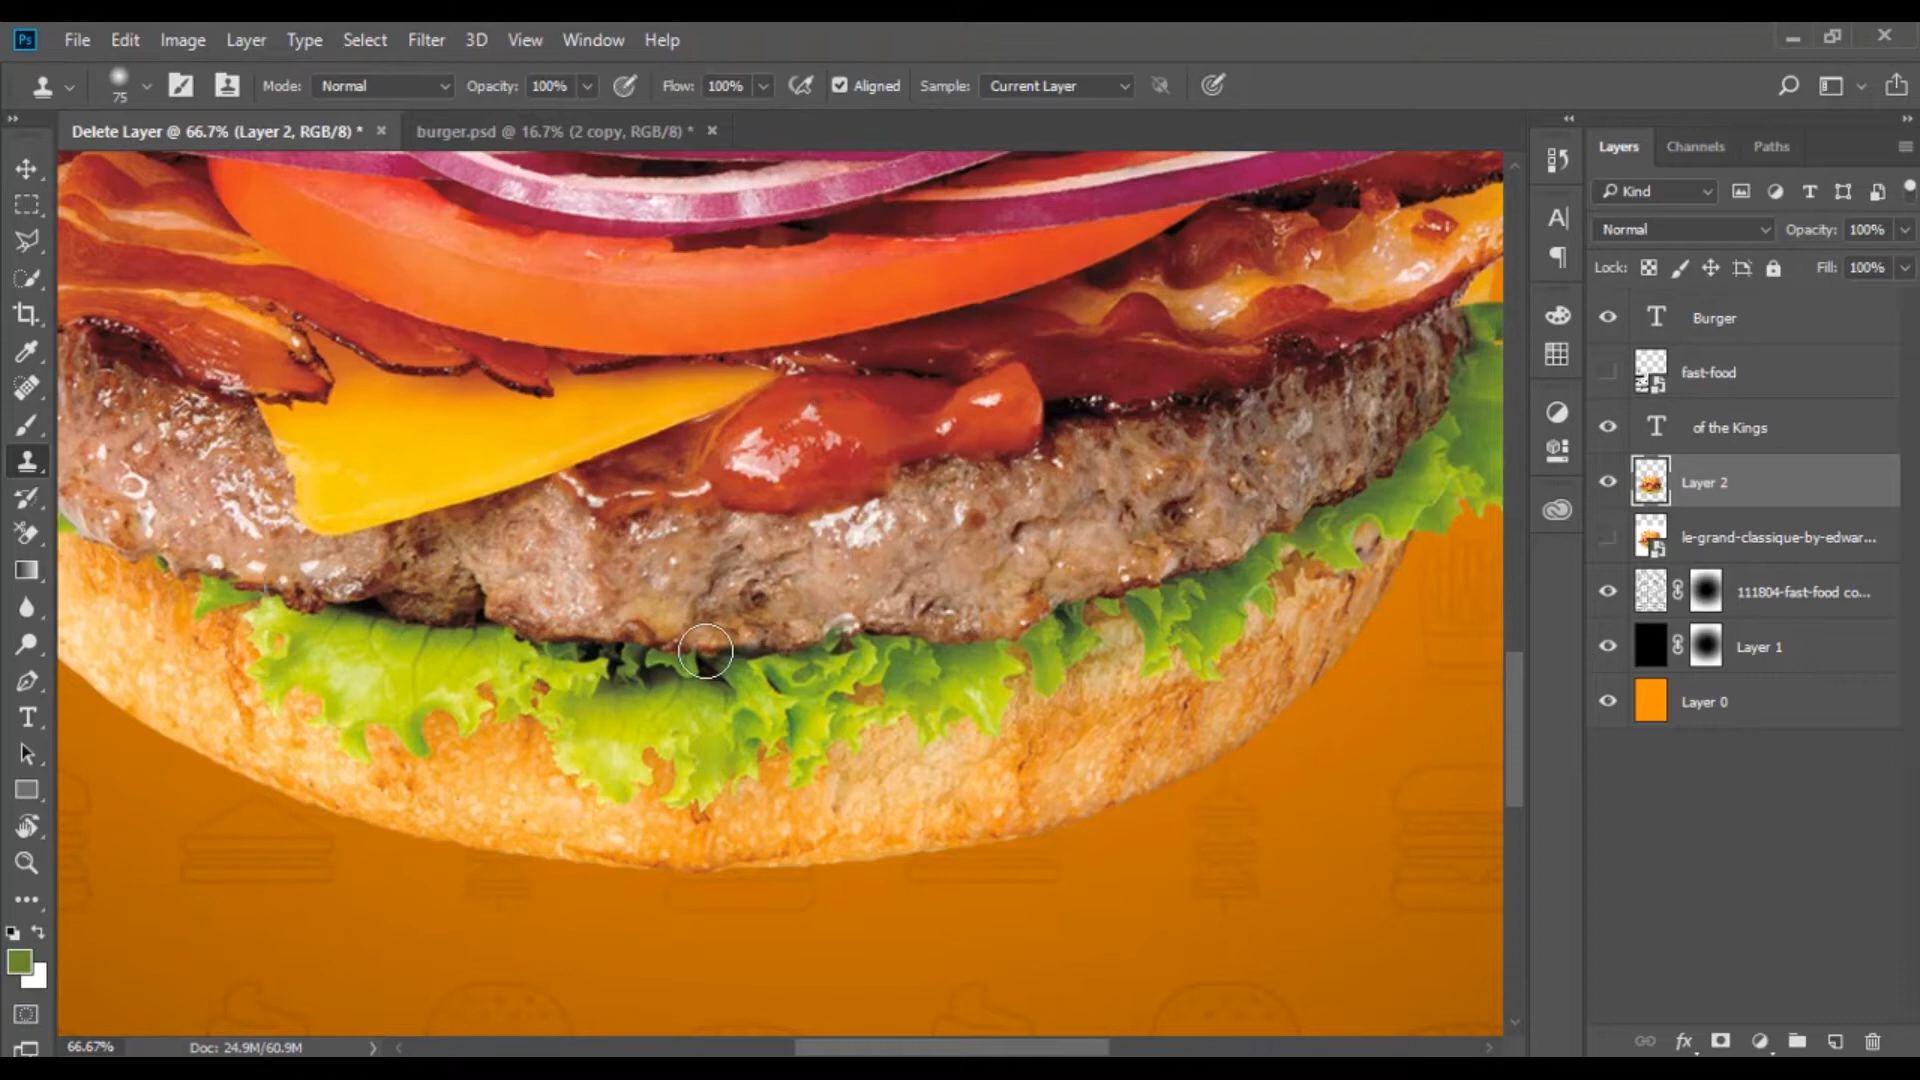 Ps File Edit Image Layer Type Select Filter 3D View Window Help
75 Mode: Normal Opacity: 100% Flow: 100% Aligned Sample: Current Layer
Delete Layer @ 66.7% (Layer 2, RGB/8) * × burger.psd @ 16.7% (2 copy, RGB/8) * ×
Layers Channels Paths
Kind
Normal Opacity: 100%
Lock: Fill: 100%
Burger
fast-food
of the Kings
Layer 2
le-grand-classique-by-edwar...
111804-fast-food co...
Layer 1
Layer 0
fx
66.67% Doc: 24.9M/60.9M